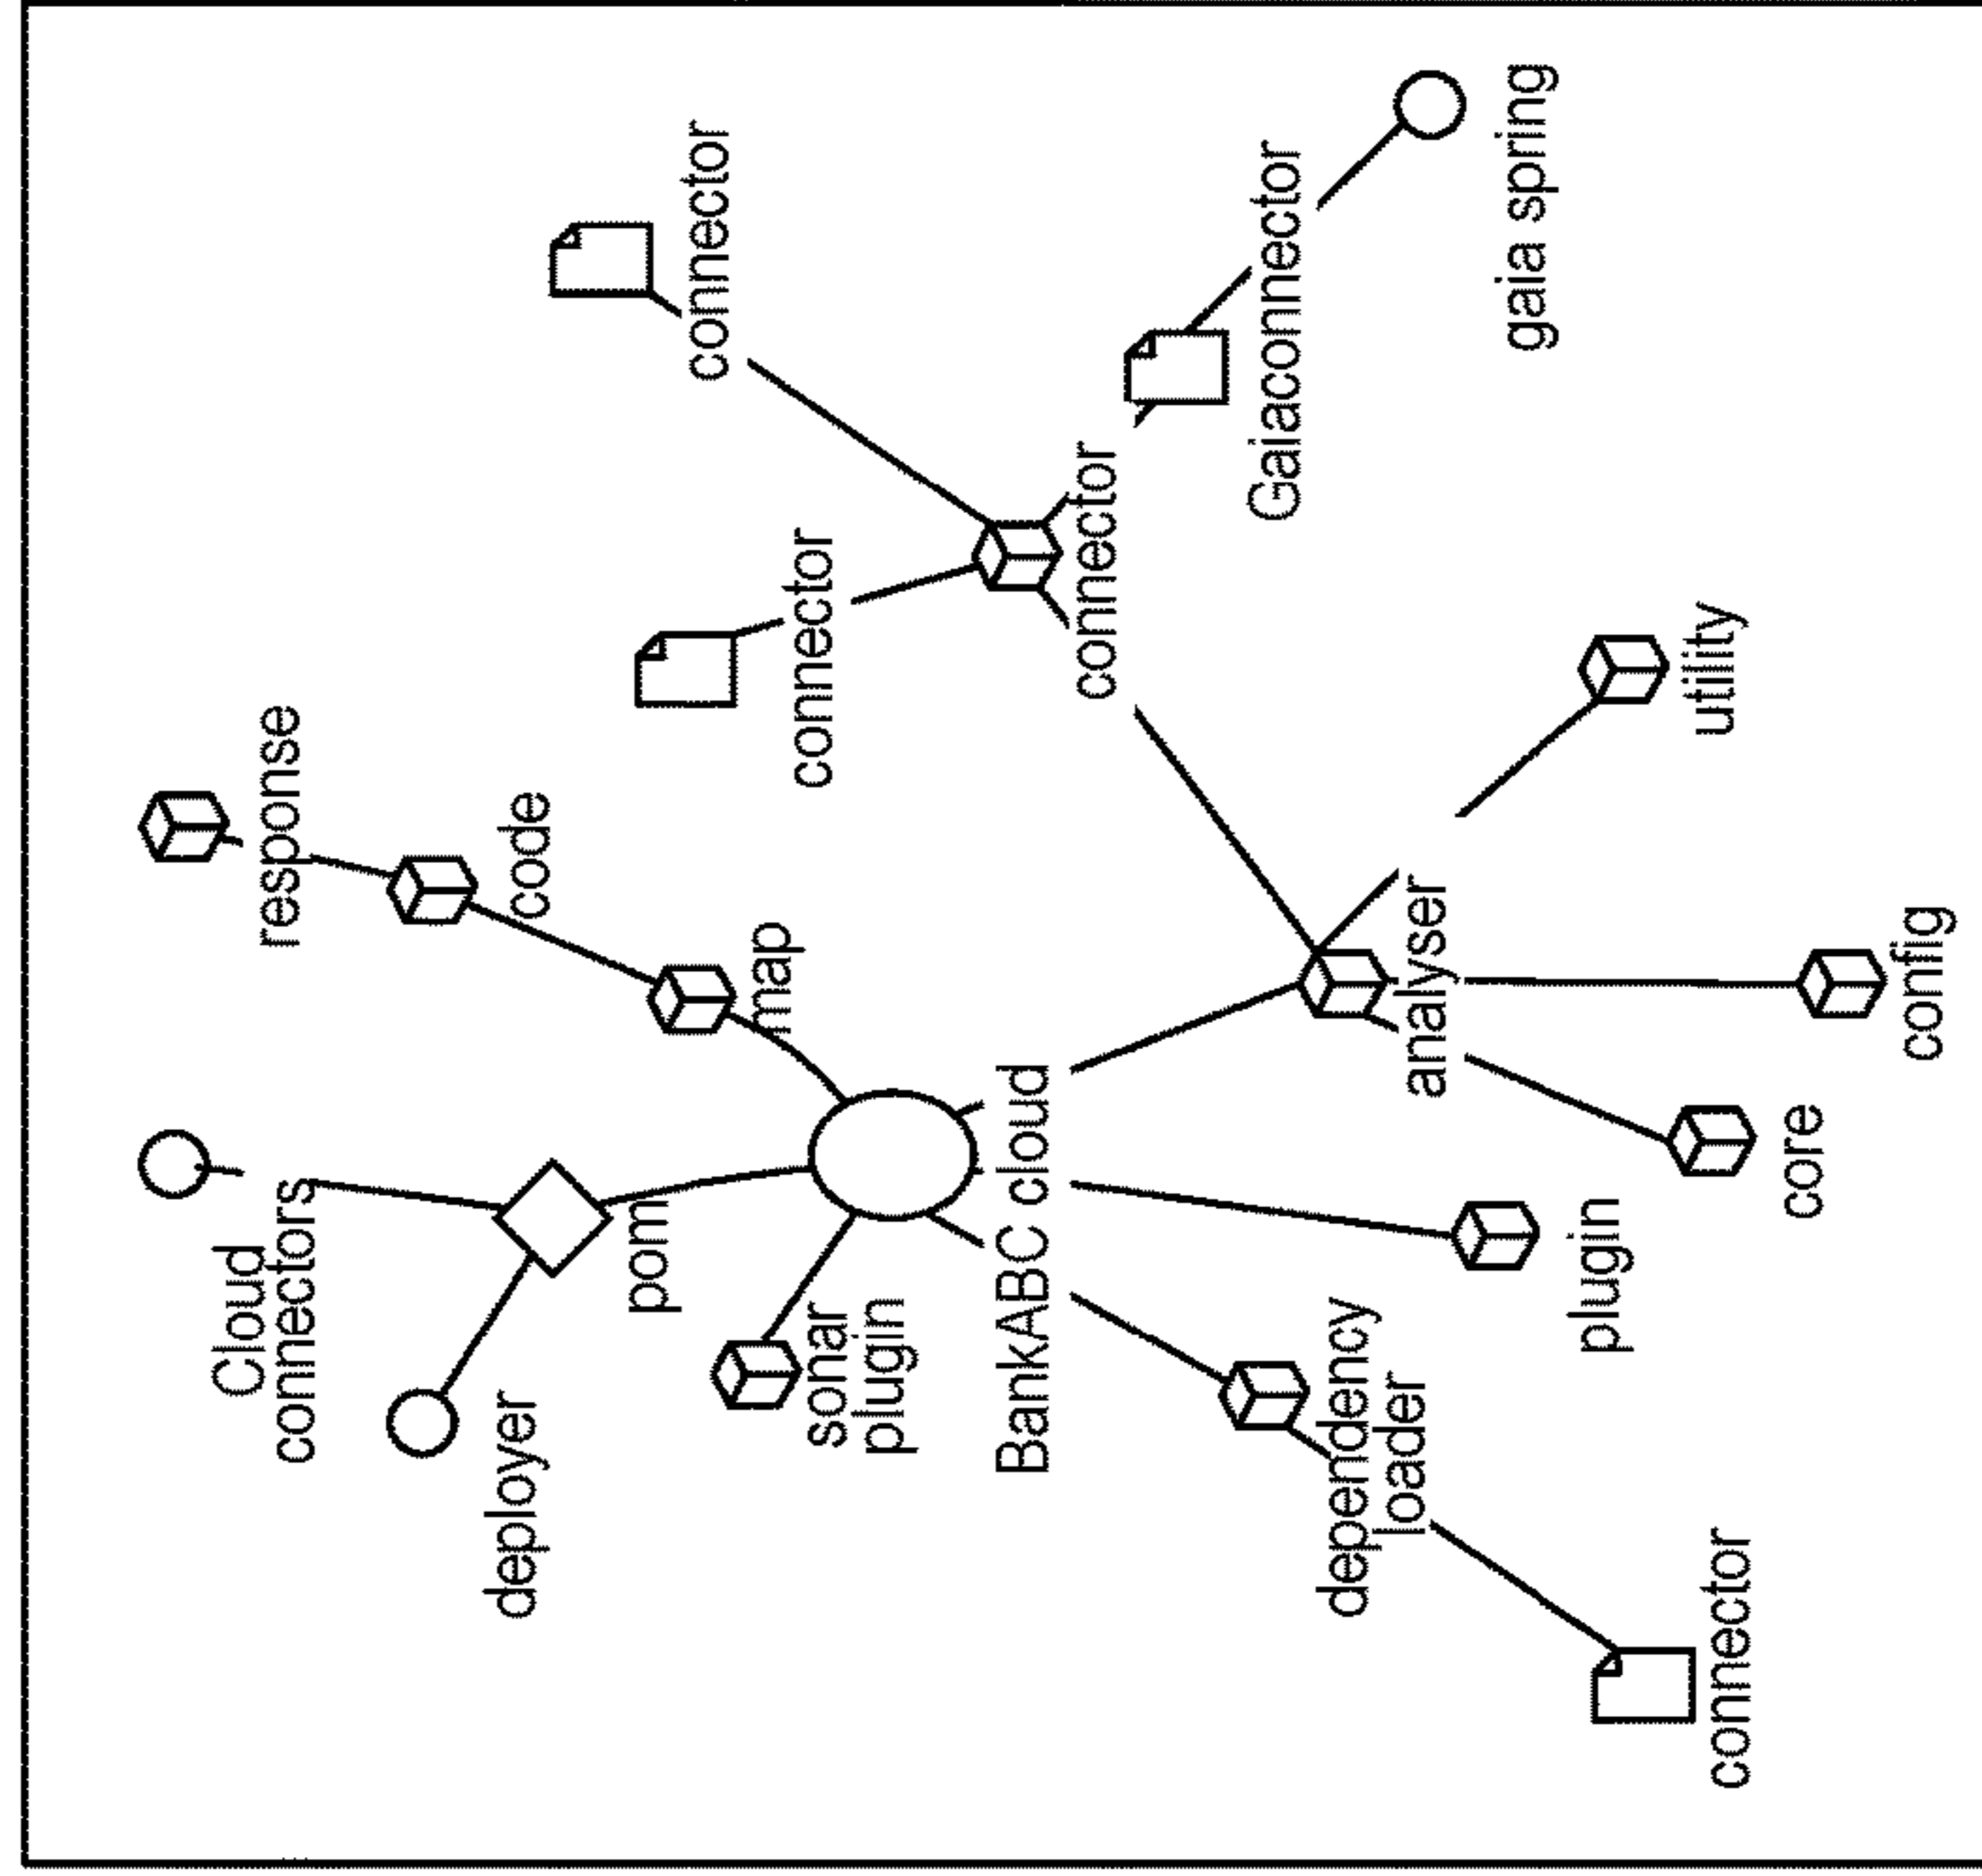 Cloud
connectors
response
deployer
code
pom
connector
map
connector
sonar
plugin
BankABC cloud
connector
Gaiaconnector
dependency
loader
analyser
gaia spring
plugin
utility
connector
core
config